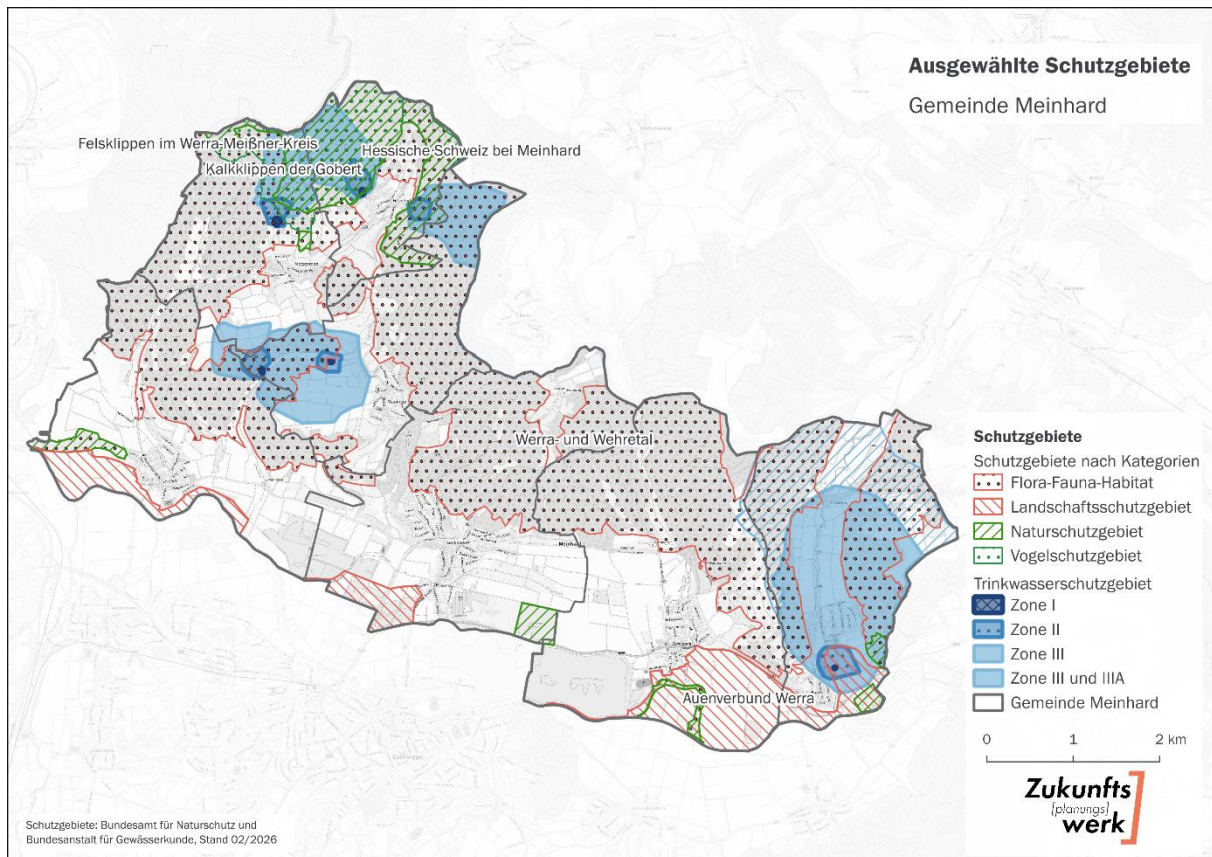 Ausgewählte Schutzgebiete
Gemeinde Meinhard
Felsklippen im Werra-Meißner-Kreis
Hessische Schweiz bei Meinhard
Kalkklippen der Gobert
Werra- und Wehretal
Auenverbund Werra
Schutzgebiete
Schutzgebiete nach Kategorien
Flora-Fauna-Habitat
Landschaftsschutzgebiet
Naturschutzgebiet
Vogelschutzgebiet
Trinkwasserschutzgebiet
Zone I
Zone II
Zone III
Zone III und IIIA
Gemeinde Meinhard
0 1 2 km
Zukunfts
[planungs]
werk
Schutzgebiete: Bundesamt für Naturschutz und
Bundesanstalt für Gewässerkunde, Stand 02/2026